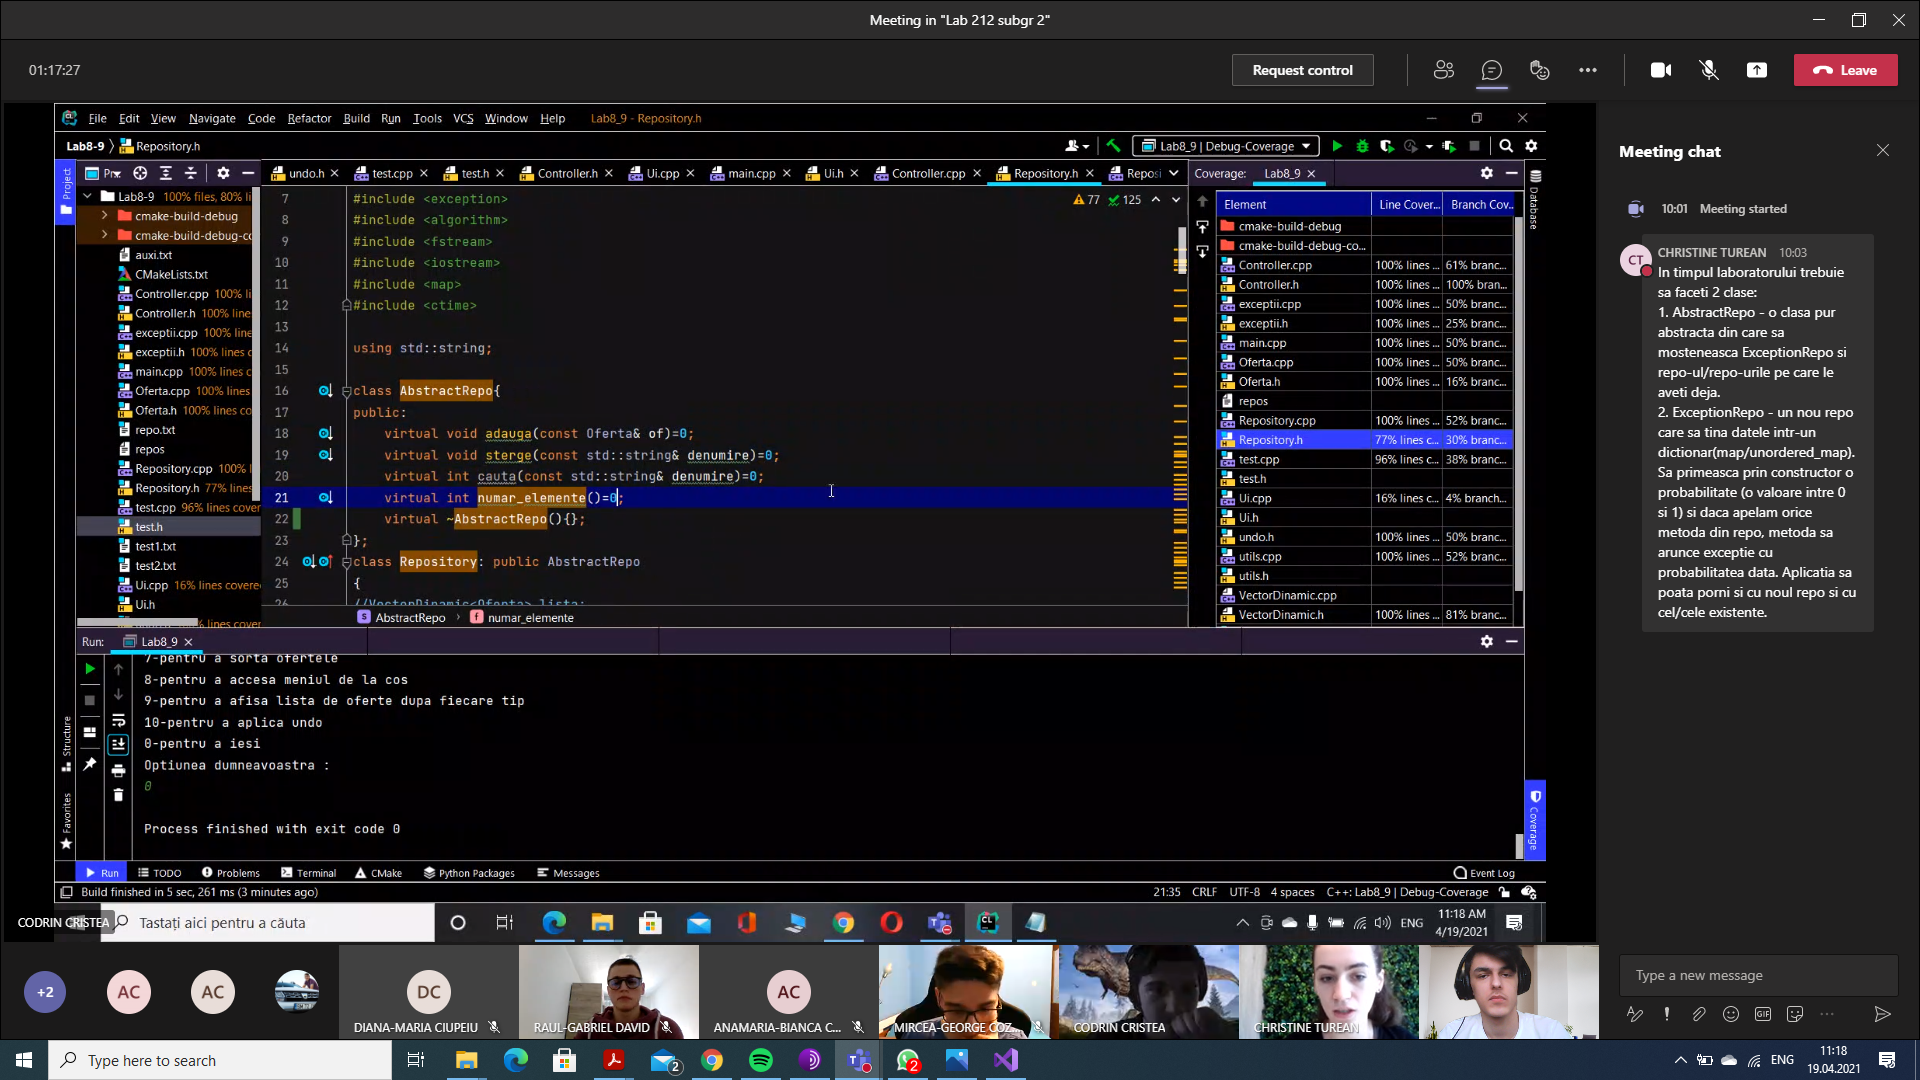 Meeting in "Lab 212 subgr 2"
01:17:27
Request control
Leave
File Edit View Navigate Code Refactor Build Run Tools VCS Window Help Lab8_9 - Repository.h
Lab8-9 Repository.h
Lab8_9 | Debug-Coverage
Project
Pr..
undo.h test.cpp test.h Controller.h Ui.cpp main.cpp Ui.h Controller.cpp Repository.h Reposi
Coverage: Lab8_9
Database
Lab8-9 100% files, 80% li
cmake-build-debug
cmake-build-debug-co
auxi.txt
CMakeLists.txt
Controller.cpp 100% li
Controller.h 100% line
exceptii.cpp 100% line
exceptii.h 100% lines c
main.cpp 100% lines c
Oferta.cpp 100% lines
Oferta.h 100% lines co
repo.txt
repos
Repository.cpp 100% l
Repository.h 77% lines
test.cpp 96% lines cov
test.h
test1.txt
test2.txt
Ui.cpp 16% lines covere
Ui.h
77 125
7 #include <exception>
8 #include <algorithm>
9 #include <fstream>
10 #include <iostream>
11 #include <map>
12 #include <ctime>
13
14 using std::string;
15
16 class AbstractRepo{
17 public:
18 virtual void adauga(const Oferta& of)=0;
19 virtual void sterge(const std::string& denumire)=0;
20 virtual int cauta(const std::string& denumire)=0;
21 virtual int numar_elemente()=0;
22 virtual ~AbstractRepo(){};
23 };
24 class Repository: public AbstractRepo
25 {
26 //VectorDinamic<Oferta> lista;
AbstractRepo numar_elemente
Element Line Cover... Branch Cov..
cmake-build-debug
cmake-build-debug-co...
Controller.cpp 100% lines ... 61% branc...
Controller.h 100% lines ... 100% bran...
exceptii.cpp 100% lines ... 50% branc...
exceptii.h 100% lines ... 25% branc...
main.cpp 100% lines ... 50% branc...
Oferta.cpp 100% lines ... 50% branc...
Oferta.h 100% lines ... 16% branc...
repos
Repository.cpp 100% lines ... 52% branc...
Repository.h 77% lines c... 30% branc...
test.cpp 96% lines c... 38% branc...
test.h
Ui.cpp 16% lines c... 4% branch...
Ui.h
undo.h 100% lines ... 50% branc...
utils.cpp 100% lines ... 52% branc...
utils.h
VectorDinamic.cpp
VectorDinamic.h 100% lines ... 81% branc...
Run: Lab8_9
7-pentru a sorta ofertele
8-pentru a accesa meniul de la cos
9-pentru a afisa lista de oferte dupa fiecare tip
10-pentru a aplica undo
0-pentru a iesi
Optiunea dumneavoastra :
0
Process finished with exit code 0
Structure
Favorites
Coverage
Run TODO Problems Terminal CMake Python Packages Messages Event Log
Build finished in 5 sec, 261 ms (3 minutes ago)
21:35 CRLF UTF-8 4 spaces C++: Lab8_9 | Debug-Coverage
CODRIN CRISTEA
Tastați aici pentru a căuta
ENG
11:18 AM
4/19/2021
Meeting chat
10:01 Meeting started
CT
CHRISTINE TUREAN 10:03
In timpul laboratorului trebuie
sa faceti 2 clase:
1. AbstractRepo - o clasa pur
abstracta din care sa
mosteneasca ExceptionRepo si
repo-ul/repo-urile pe care le
aveti deja.
2. ExceptionRepo - un nou repo
care sa tina datele intr-un
dictionar(map/unordered_map).
Sa primeasca prin constructor o
probabilitate (o valoare intre 0
si 1) si daca apelam orice
metoda din repo, metoda sa
arunce exceptie cu
probabilitatea data. Aplicatia sa
poata porni si cu noul repo si cu
cel/cele existente.
Type a new message
GIF
+2
AC
AC
DC
DIANA-MARIA CIUPEIU
RAUL-GABRIEL DAVID
AC
ANAMARIA-BIANCA C...
MIRCEA-GEORGE COZ...
CODRIN CRISTEA
CHRISTINE TUREAN
Type here to search
2
2
ENG
11:18
19.04.2021